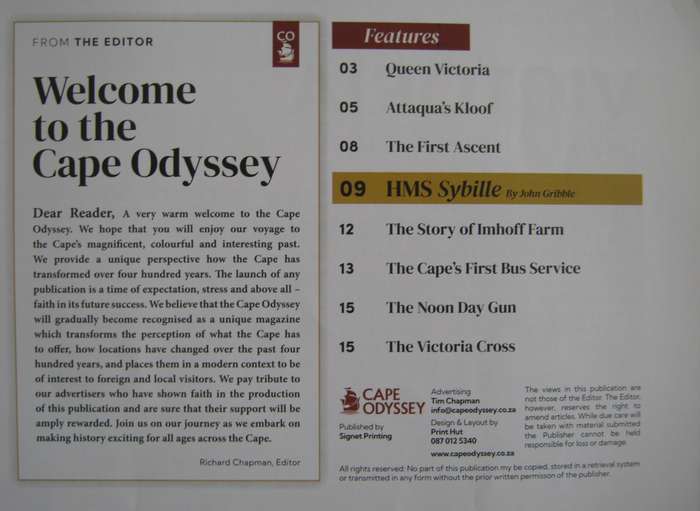 FROM THE EDITOR
CO
Welcome
to the
Cape Odyssey
Dear Reader, A very warm welcome to the Cape
Odyssey. We hope that you will enjoy our voyage to
the Cape's magnificent, colourful and interesting past.
We provide a unique perspective how the Cape has
transformed over four hundred years. The launch of any
publication is a time of expectation, stress and above all –
faith in its future success. We believe that the Cape Odyssey
will gradually become recognised as a unique magazine
which transforms the perception of what the Cape has
to offer, how locations have changed over the past four
hundred years, and places them in a modern context to be
of interest to foreign and local visitors. We pay tribute to
our advertisers who have shown faith in the production
of this publication and are sure that their support will be
amply rewarded. Join us on our journey as we embark on
making history exciting for all ages across the Cape.
Richard Chapman, Editor
Features
03 Queen Victoria
05 Attaqua's Kloof
08 The First Ascent
09 HMS Sybille By John Gribble
12 The Story of Imhoff Farm
13 The Cape's First Bus Service
15 The Noon Day Gun
15 The Victoria Cross
CAPE
ODYSSEY
Published by
Signet Printing
Advertising
Tim Chapman
info@capeodyssey.co.za
Design & Layout by
Print Hut
087 012 5340
www.capeodyssey.co.za
The views in this publication are
not those of the Editor. The Editor,
however, reserves the right to
amend articles. While due care will
be taken with material submitted
the Publisher cannot be held
responsible for loss or damage.
All rights reserved: No part of this publication my be copied, stored in a retrieval system
or transmitted in any form without the prior written permisson of the publisher.